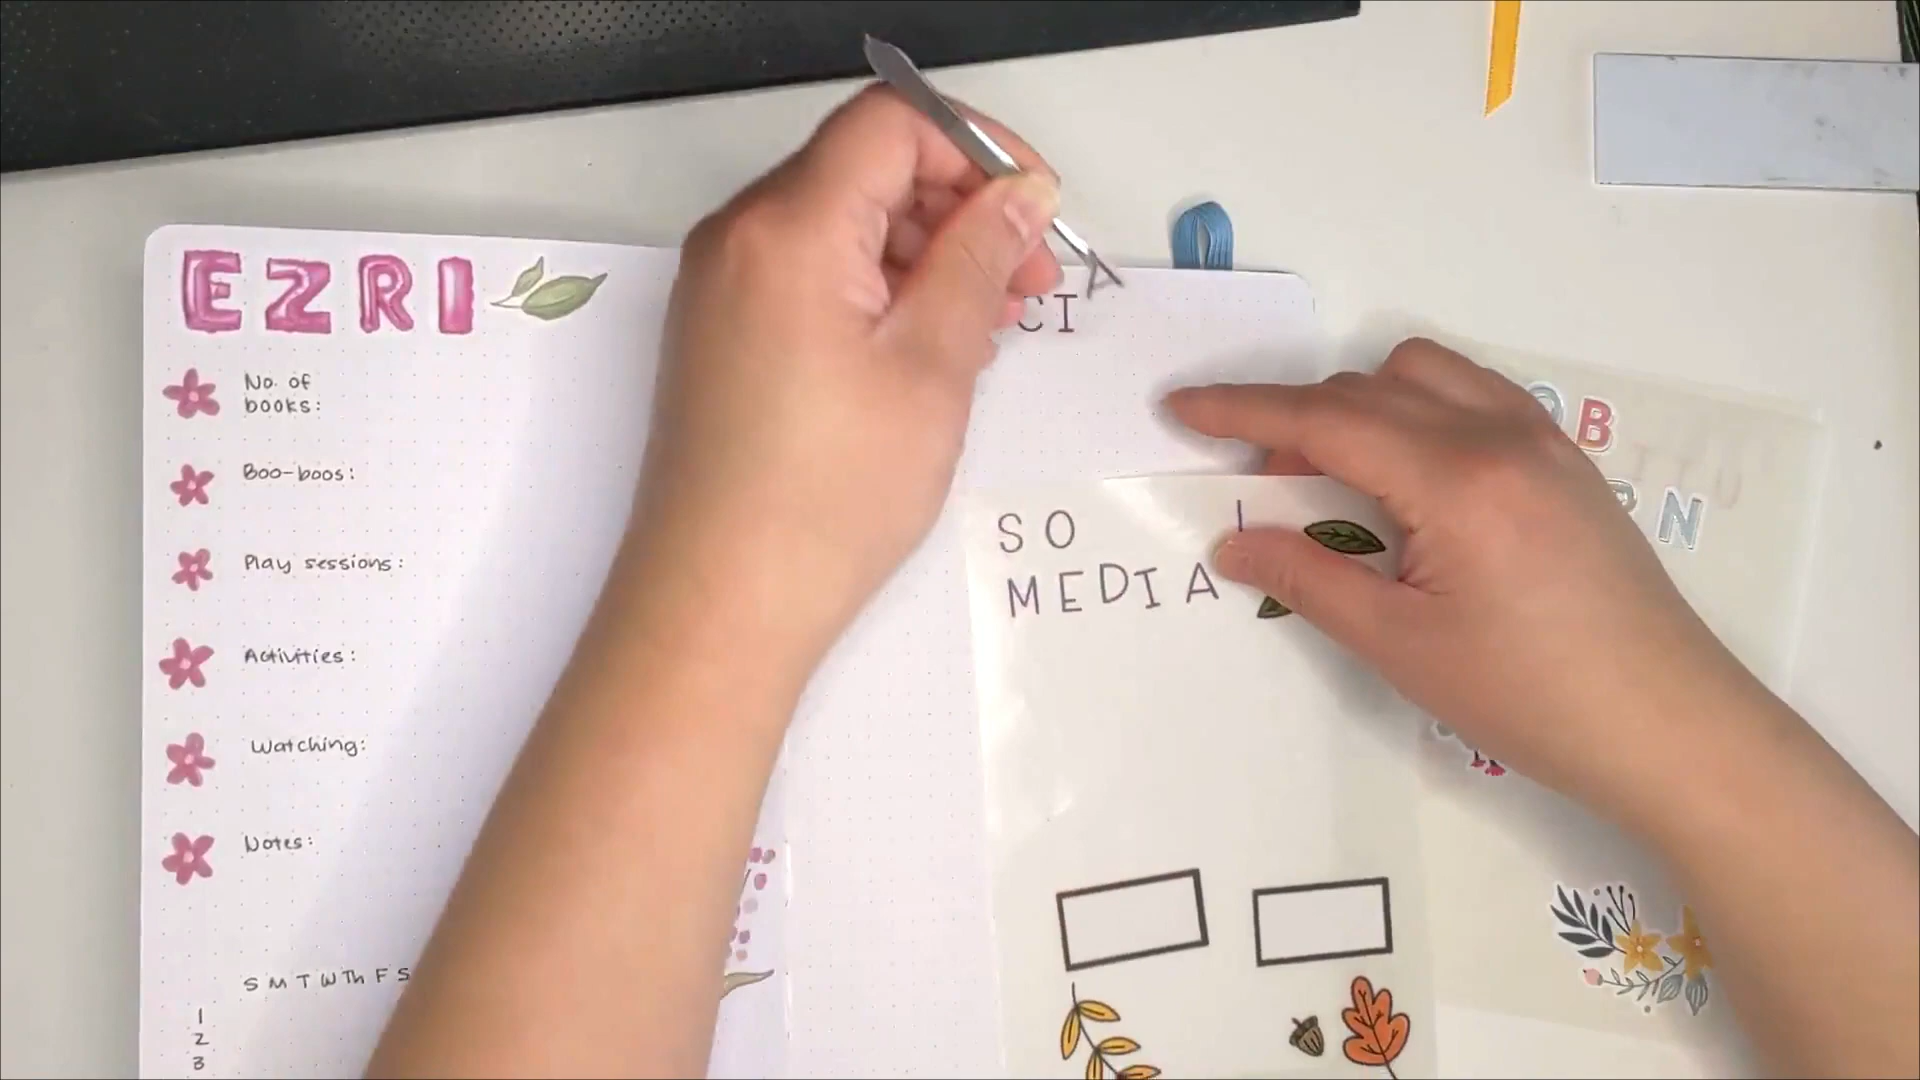 EZRI
No. of
books:
Boo-boos:
Play sessions:
Activities:
Watching:
Notes:
S M T W Th F S
1
2
3
CI
A
SO L
MEDIA
B
N